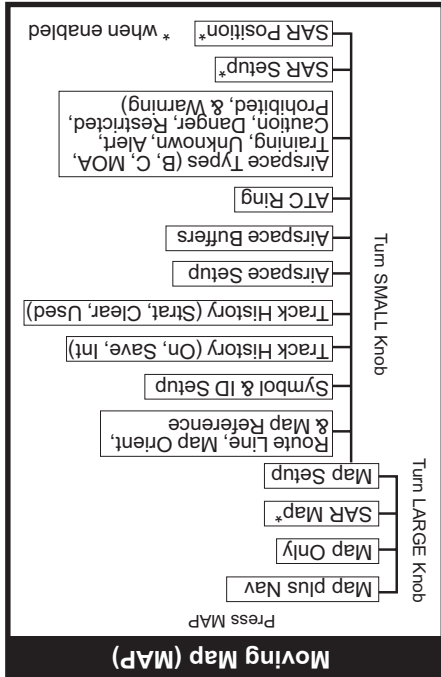 Moving Map (MAP)
Press MAP
Turn LARGE Knob
Map plus Nav
Map Only
SAR Map*
Map Setup
Turn SMALL Knob
Route Line, Map Orient,
& Map Reference
Symbol & ID Setup
Track History (On, Save, Int)
Track History (Strat, Clear, Used)
Airspace Setup
Airspace Buffers
ATC Ring
Airspace Types (B, C, MOA,
Training, Unknown, Alert,
Caution, Danger, Restricted,
Prohibited, & Warning)
SAR Setup*
SAR Position*
* when enabled